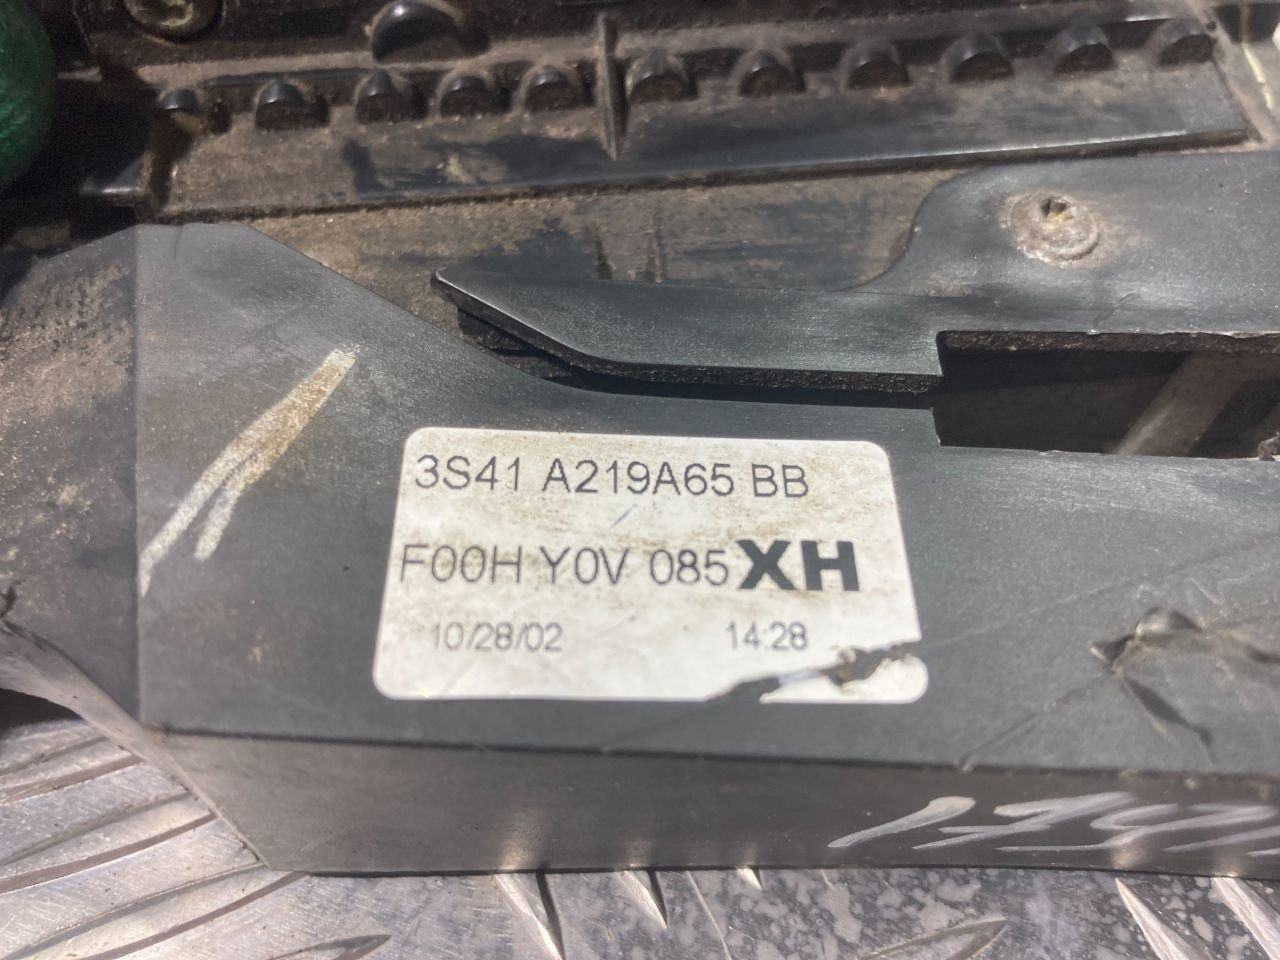 3S41 A219A65 BB
F00H Y0V 085 XH
10/28/02 14:28